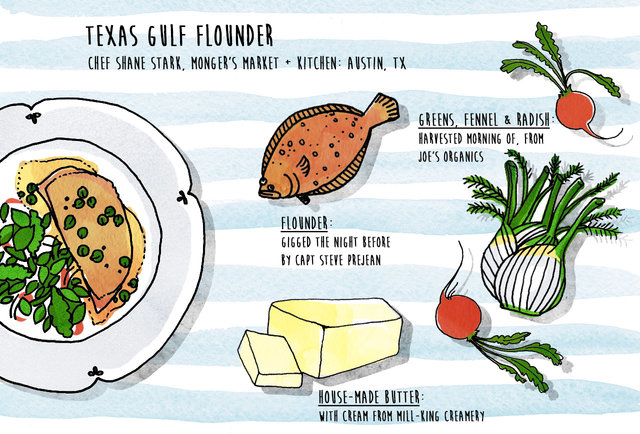 TEXAS GULF FLOUNDER
CHEF SHANE STARK, MONGER'S MARKET + KITCHEN: AUSTIN, TX
GREENS, FENNEL & RADISH:
HARVESTED MORNING OF, FROM
JOE'S ORGANICS
FLOUNDER:
GIGGED THE NIGHT BEFORE
BY CAPT STEVE PREJEAN
HOUSE-MADE BUTTER:
WITH CREAM FROM MILL-KING CREAMERY